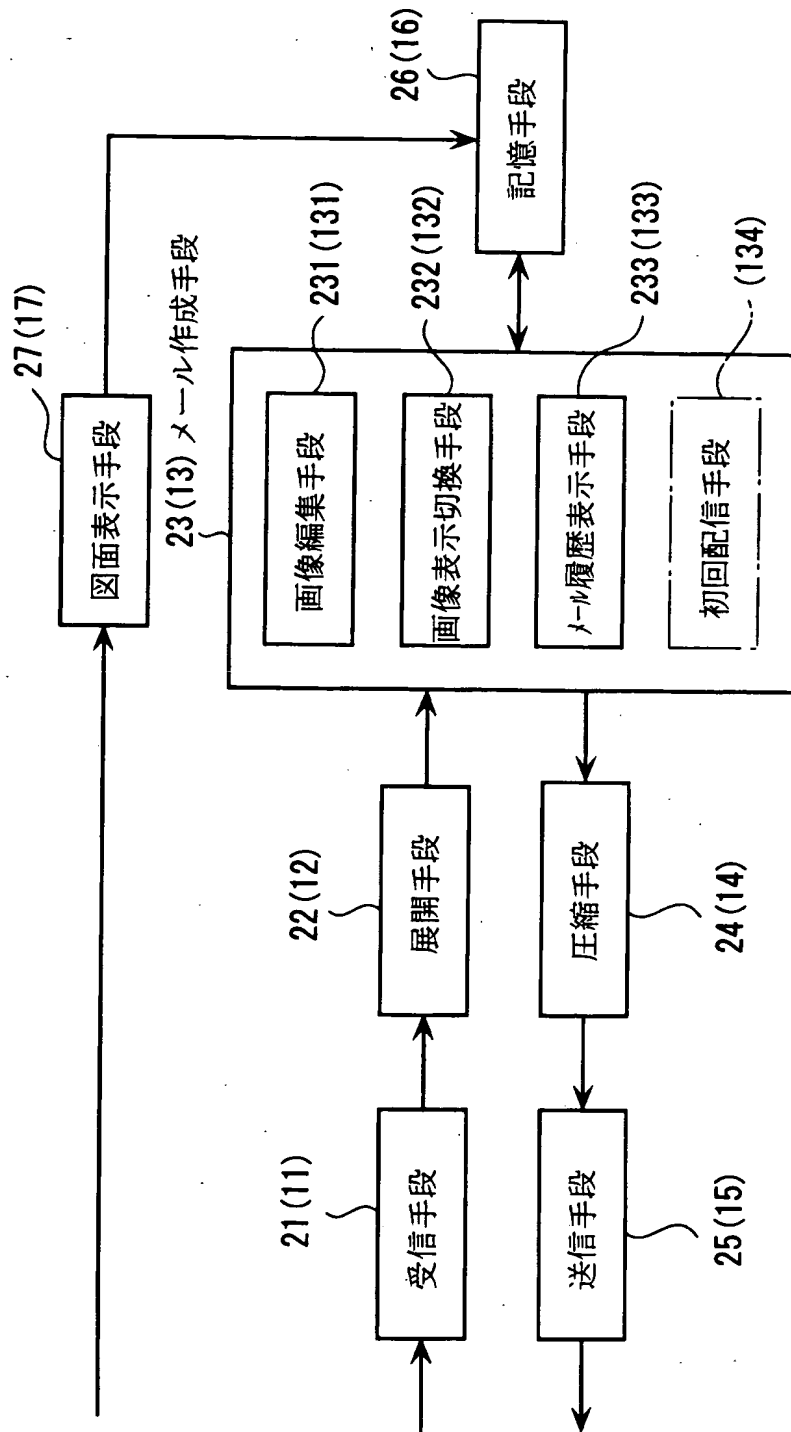 27(17)
図面表示手段
26(16)
記憶手段
23(13)メール作成手段
231(131)
画像編集手段
232(132)
画像表示切換手段
233(133)
メール履歴表示手段
(134)
初回配信手段
21(11)
受信手段
22(12)
展開手段
24(14)
圧縮手段
25(15)
送信手段